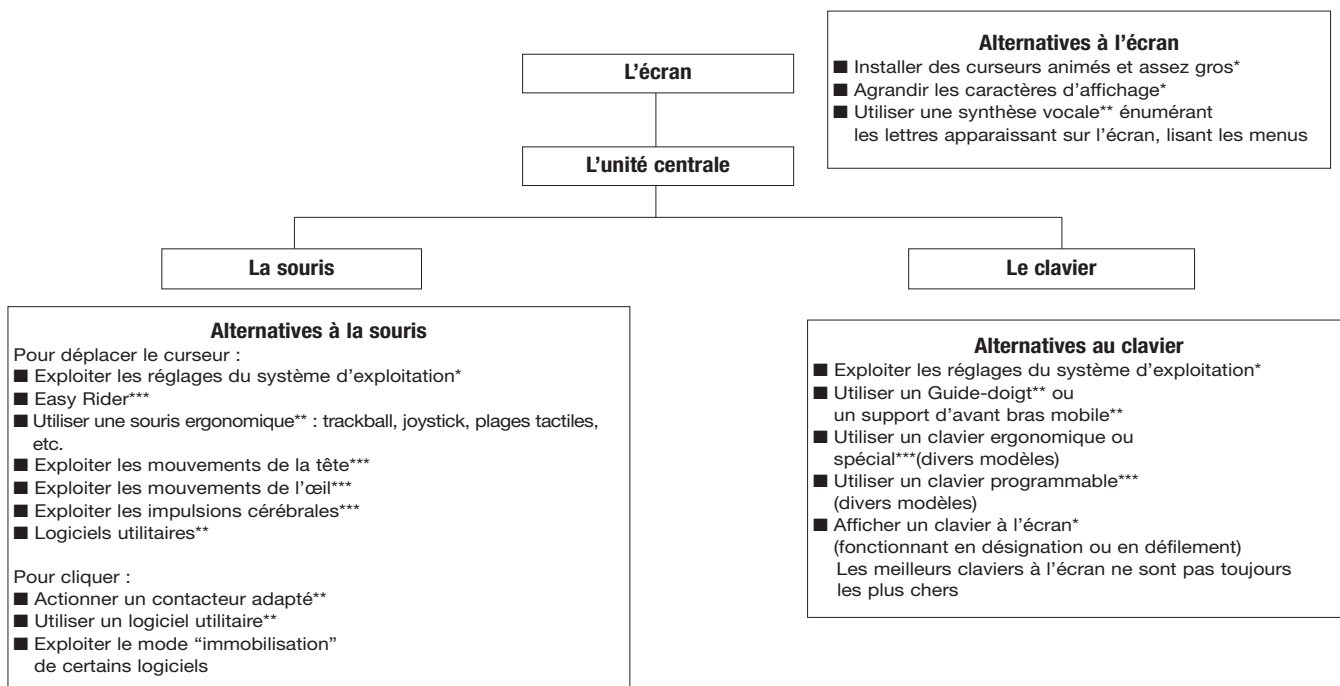 L’écran
Alternatives à l’écran
■ Installer des curseurs animés et assez gros*
■ Agrandir les caractères d’affichage*
■ Utiliser une synthèse vocale** énumérant
les lettres apparaissant sur l’écran, lisant les menus
L’unité centrale
La souris
Le clavier
Alternatives à la souris
Pour déplacer le curseur :
■ Exploiter les réglages du système d’exploitation*
■ Easy Rider***
■ Utiliser une souris ergonomique** : trackball, joystick, plages tactiles,
etc.
■ Exploiter les mouvements de la tête***
■ Exploiter les mouvements de l’œil***
■ Exploiter les impulsions cérébrales***
■ Logiciels utilitaires**
Pour cliquer :
■ Actionner un contacteur adapté**
■ Utiliser un logiciel utilitaire**
■ Exploiter le mode “immobilisation”
de certains logiciels
Alternatives au clavier
■ Exploiter les réglages du système d’exploitation*
■ Utiliser un Guide-doigt** ou
un support d’avant bras mobile**
■ Utiliser un clavier ergonomique ou
spécial***(divers modèles)
■ Utiliser un clavier programmable***
(divers modèles)
■ Afficher un clavier à l’écran*
(fonctionnant en désignation ou en défilement)
Les meilleurs claviers à l’écran ne sont pas toujours
les plus chers